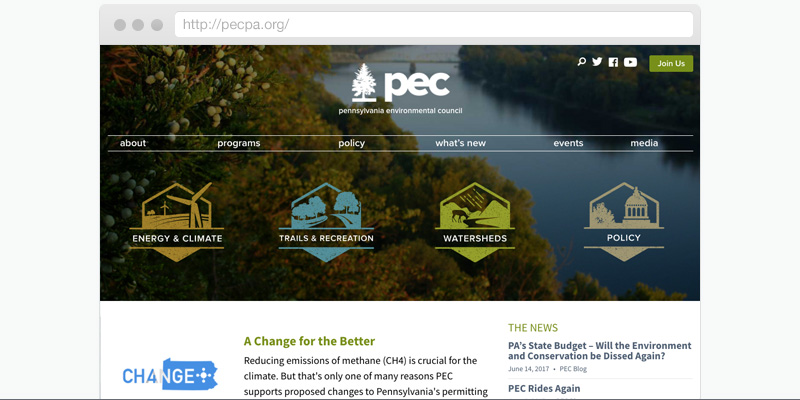 http://pecpa.org/
Join Us
pec
pennsylvania environmental council
about programs policy what's new events media
ENERGY & CLIMATE TRAILS & RECREATION WATERSHEDS POLICY
A Change for the Better
Reducing emissions of methane (CH4) is crucial for the
climate. But that's only one of many reasons PEC
supports proposed changes to Pennsylvania's permitting
CH4NGE
THE NEWS
PA's State Budget – Will the Environment
and Conservation be Dissed Again?
June 14, 2017 • PEC Blog
PEC Rides Again